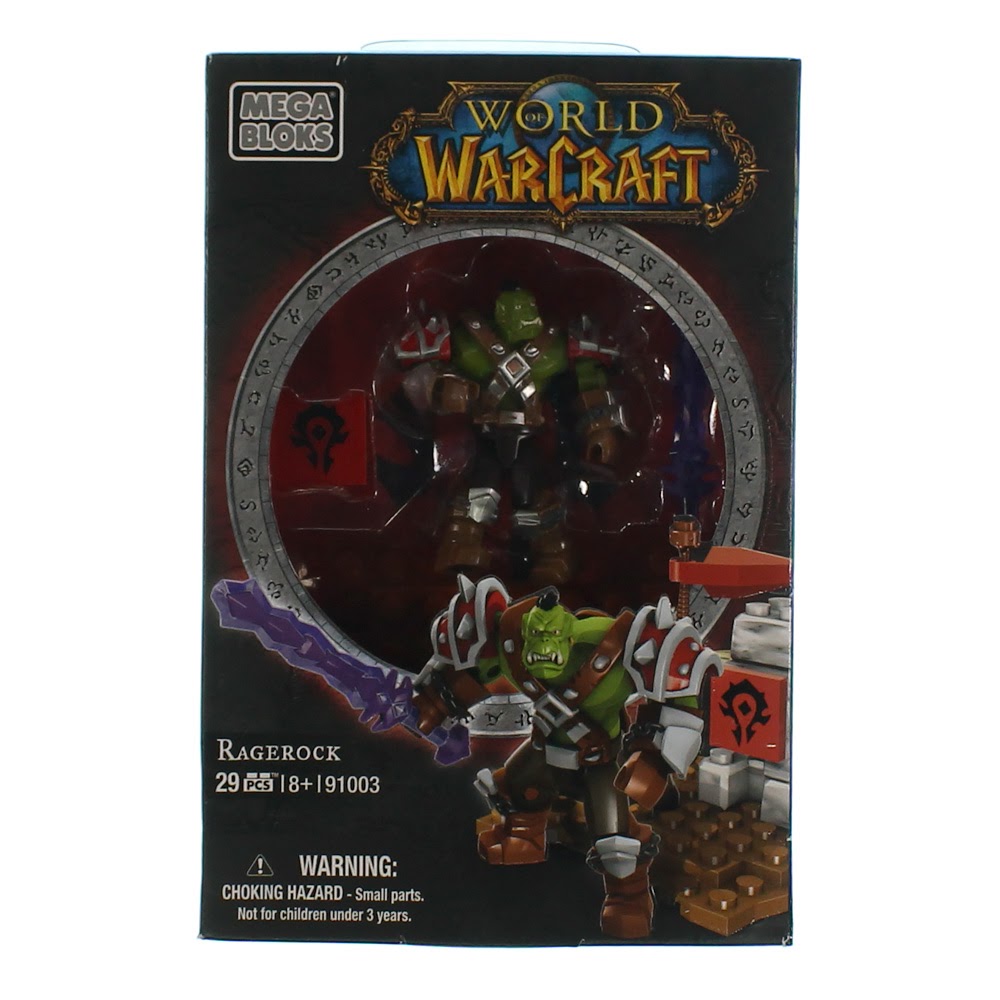 MEGA
BLOKS®
WORLD
OF
WARCRAFT®
RAGEROCK
29 PCS™ | 8+ | 91003
WARNING:
CHOKING HAZARD - Small parts.
Not for children under 3 years.